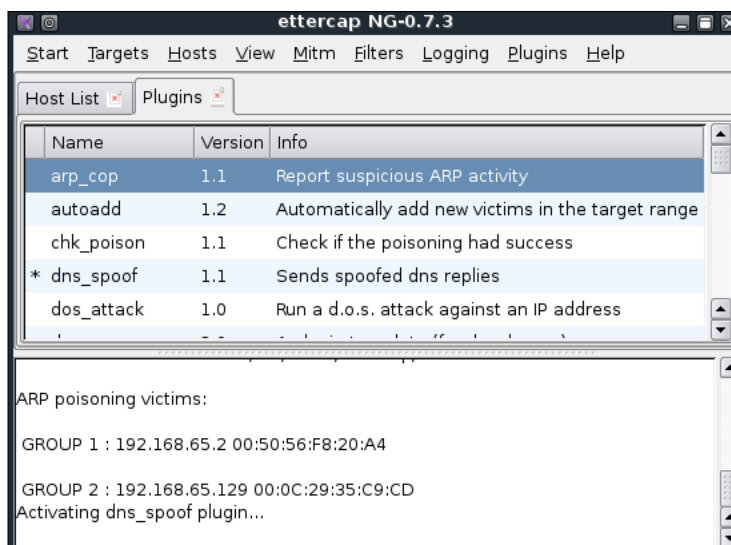 ettercap NG-0.7.3
Start Targets Hosts View Mitm Filters Logging Plugins Help
Host List Plugins
Name Version Info
arp_cop 1.1 Report suspicious ARP activity
autoadd 1.2 Automatically add new victims in the target range
chk_poison 1.1 Check if the poisoning had success
* dns_spoof 1.1 Sends spoofed dns replies
dos_attack 1.0 Run a d.o.s. attack against an IP address
ARP poisoning victims:
GROUP 1 : 192.168.65.2 00:50:56:F8:20:A4
GROUP 2 : 192.168.65.129 00:0C:29:35:C9:CD
Activating dns_spoof plugin...